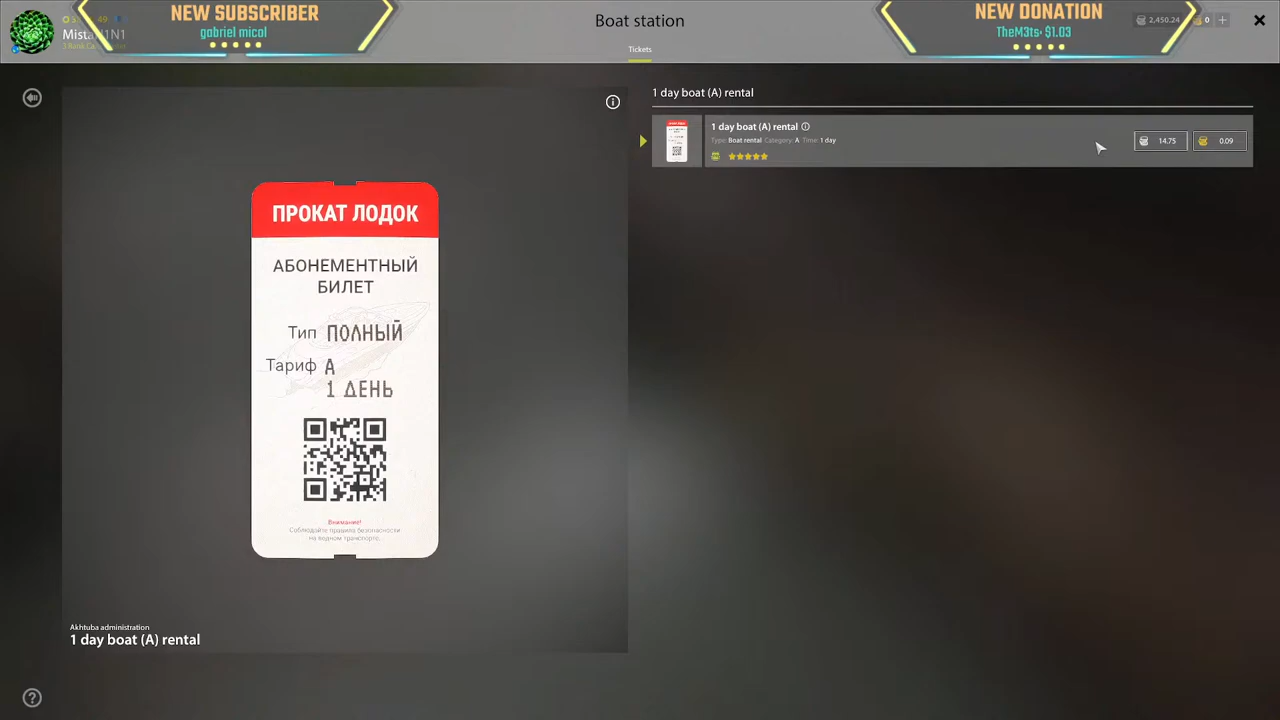 NEW SUBSCRIBER
gabriel micol
Boat station
Tickets
NEW DONATION
TheM3ts: $1.03
2,450.24
0
1 day boat (A) rental
1 day boat (A) rental
Type: Boat rental Category: A Time: 1 day
14.75
0.09
ПРОКАТ ЛОДОК
АБОНЕМЕНТНЫЙ
БИЛЕТ
Тип ПОЛНЫЙ
Тариф А
1 ДЕНЬ
Внимание!
Соблюдайте правила безопасности
на водном транспорте.
Akhtuba administration
1 day boat (A) rental